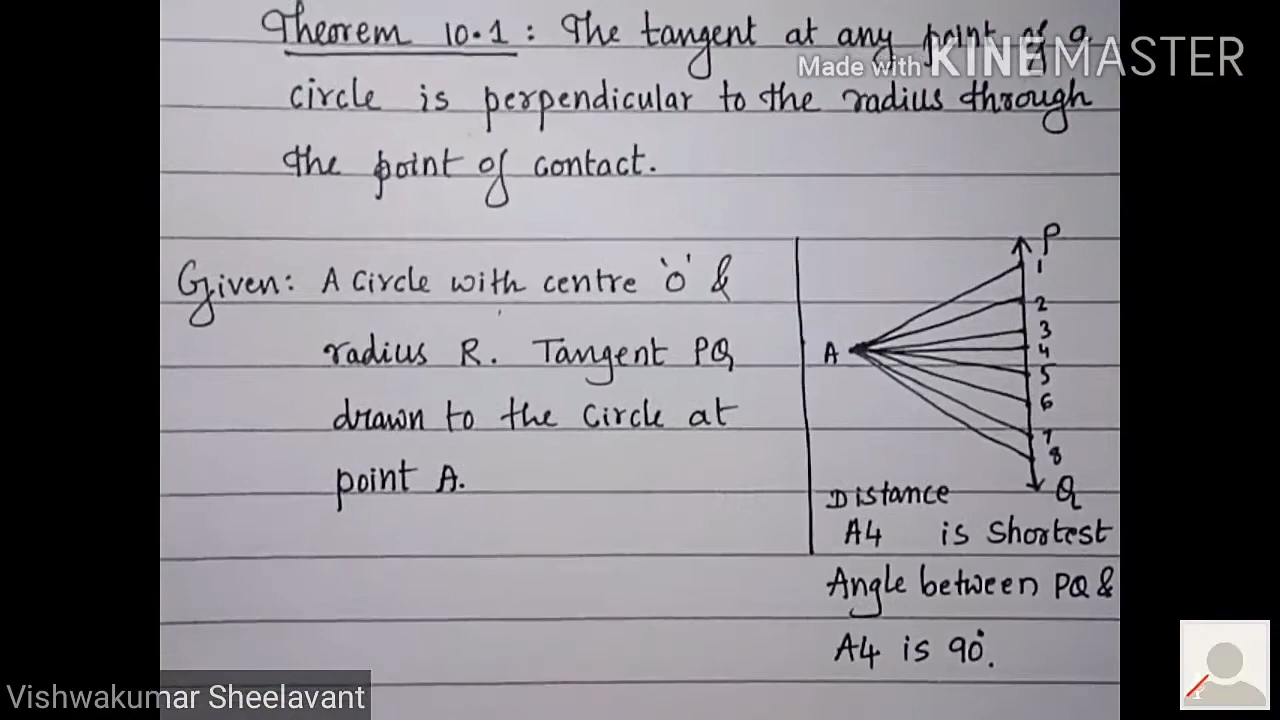 Theorem 10.1 : The tangent at any point of a
Made with KINEMASTER
circle is perpendicular to the radius through
the point of contact.
Given: A circle with centre 'O' &
radius R. Tangent PQ
drawn to the circle at
point A.
P
1
2
3
A 4
5
6
7
8
Q
Distance
A4 is shortest
Angle between PQ &
A4 is 90°.
Vishwakumar Sheelavant